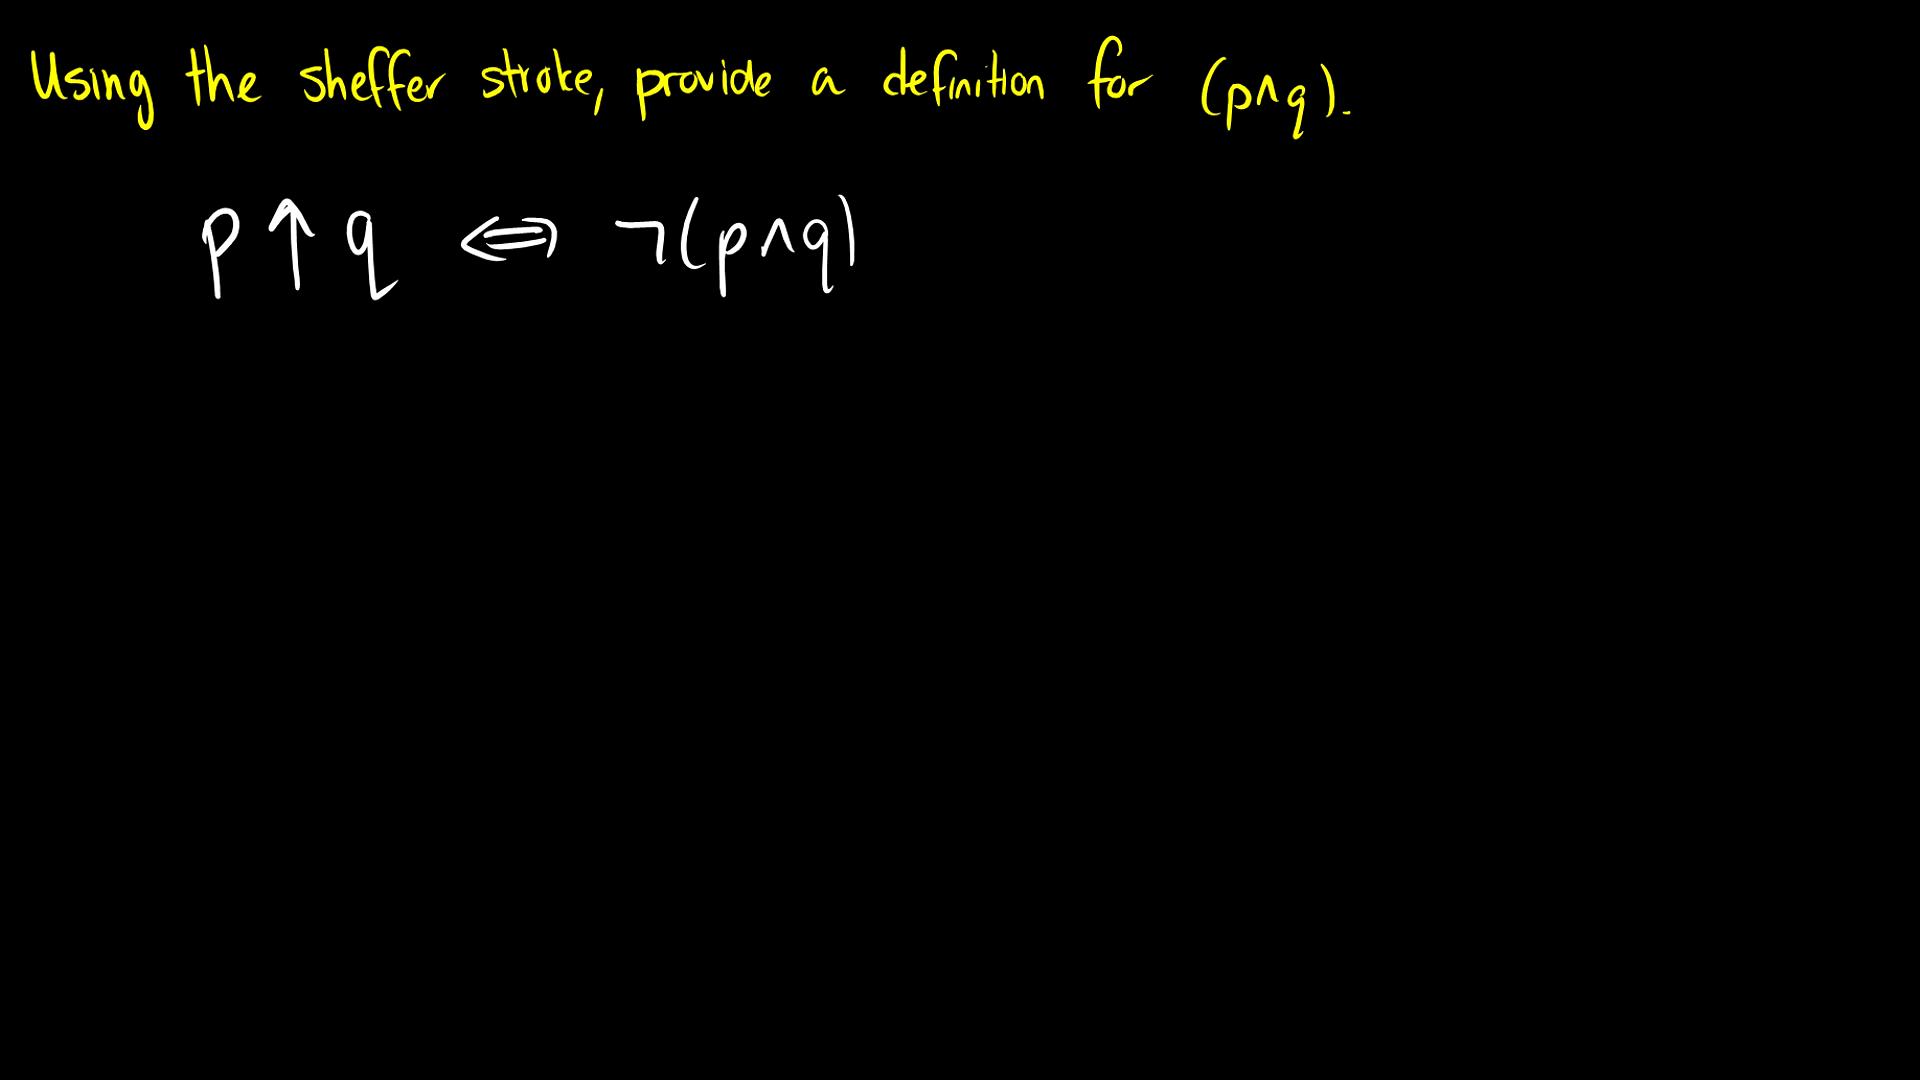 Using the sheffer stroke, provide a definition for (p∧q).
p↑q ⇔ ¬(p∧q)